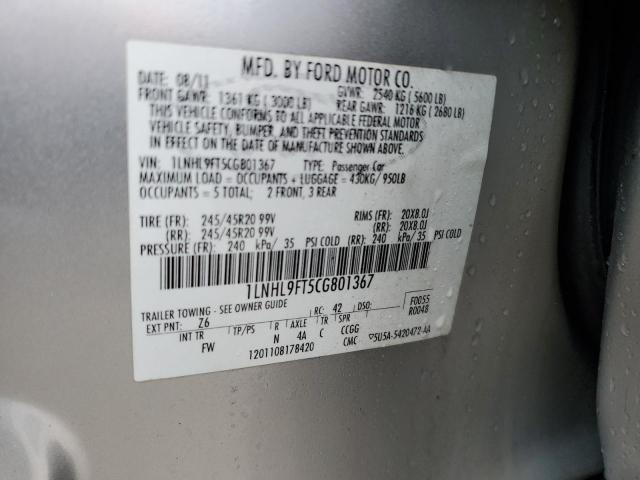 MFD. BY FORD MOTOR CO.
DATE: 08/11 GVWR: 2540 KG ( 5600 LB)
FRONT GAWR: 1361 KG ( 3000 LB) REAR GAWR: 1216 KG ( 2680 LB)
THIS VEHICLE CONFORMS TO ALL APPLICABLE FEDERAL MOTOR
VEHICLE SAFETY, BUMPER, AND THEFT PREVENTION STANDARDS
IN EFFECT ON THE DATE OF MANUFACTURE SHOWN ABOVE.
VIN: 1LNHL9FT5CG801367 TYPE: Passenger Car
MAXIMUM LOAD = OCCUPANTS + LUGGAGE = 430KG/ 950LB
OCCUPANTS = 5 TOTAL; 2 FRONT, 3 REAR
TIRE (FR): 245/45R20 99V RIMS (FR): 20X8.0J
(RR): 245/45R20 99V (RR): 20X8.0J
PRESSURE (FR): 240 kPa/ 35 PSI COLD (RR): 240 kPa/ 35 PSI COLD
1LNHL9FT5CG801367
TRAILER TOWING - SEE OWNER GUIDE RC: 42 DSO: F0055
EXT PNT: Z6 R0048
INT TR TP/PS R AXLE TR SPR
FW N 4A C CCGG
1201108178420 CMC 5U5A-5420472-AA